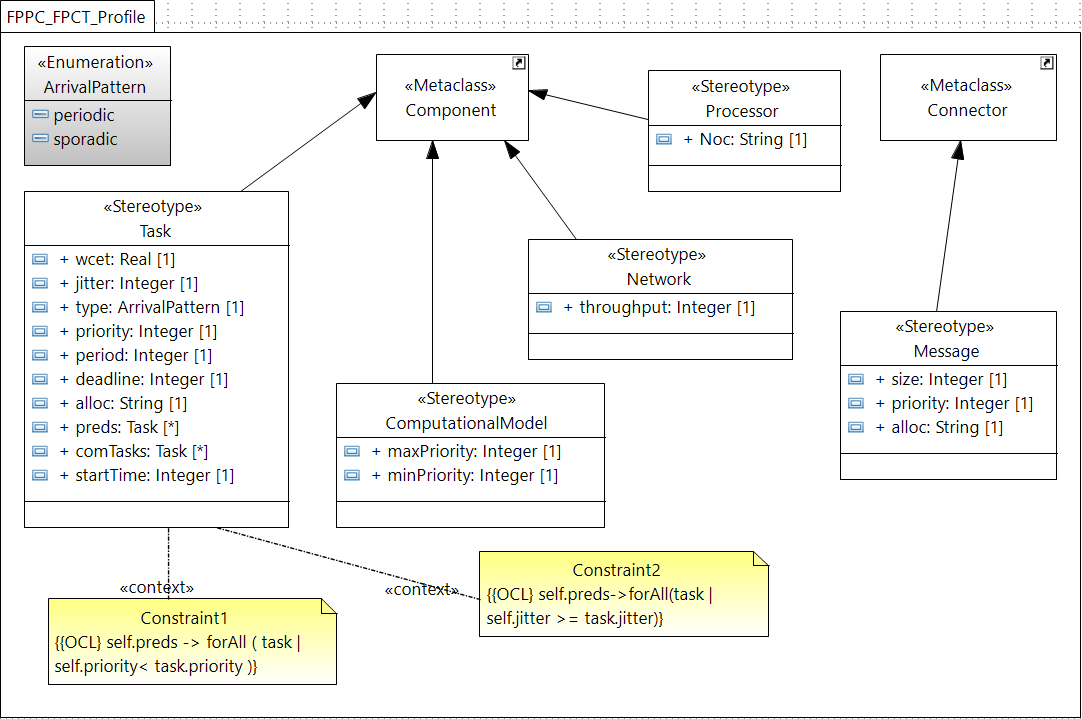 FPPC_FPCT_Profile
«Enumeration»
ArrivalPattern
periodic
sporadic
«Metaclass»
Component
«Stereotype»
Processor
+ Noc: String [1]
«Metaclass»
Connector
«Stereotype»
Task
+ wcet: Real [1]
+ jitter: Integer [1]
+ type: ArrivalPattern [1]
+ priority: Integer [1]
+ period: Integer [1]
+ deadline: Integer [1]
+ alloc: String [1]
+ preds: Task [*]
+ comTasks: Task [*]
+ startTime: Integer [1]
«Stereotype»
Network
+ throughput: Integer [1]
«Stereotype»
Message
+ size: Integer [1]
+ priority: Integer [1]
+ alloc: String [1]
«Stereotype»
ComputationalModel
+ maxPriority: Integer [1]
+ minPriority: Integer [1]
«context»
Constraint1
{{OCL} self.preds -> forAll ( task |
self.priority< task.priority )}
«context»
Constraint2
{{OCL} self.preds->forAll(task |
self.jitter >= task.jitter)}